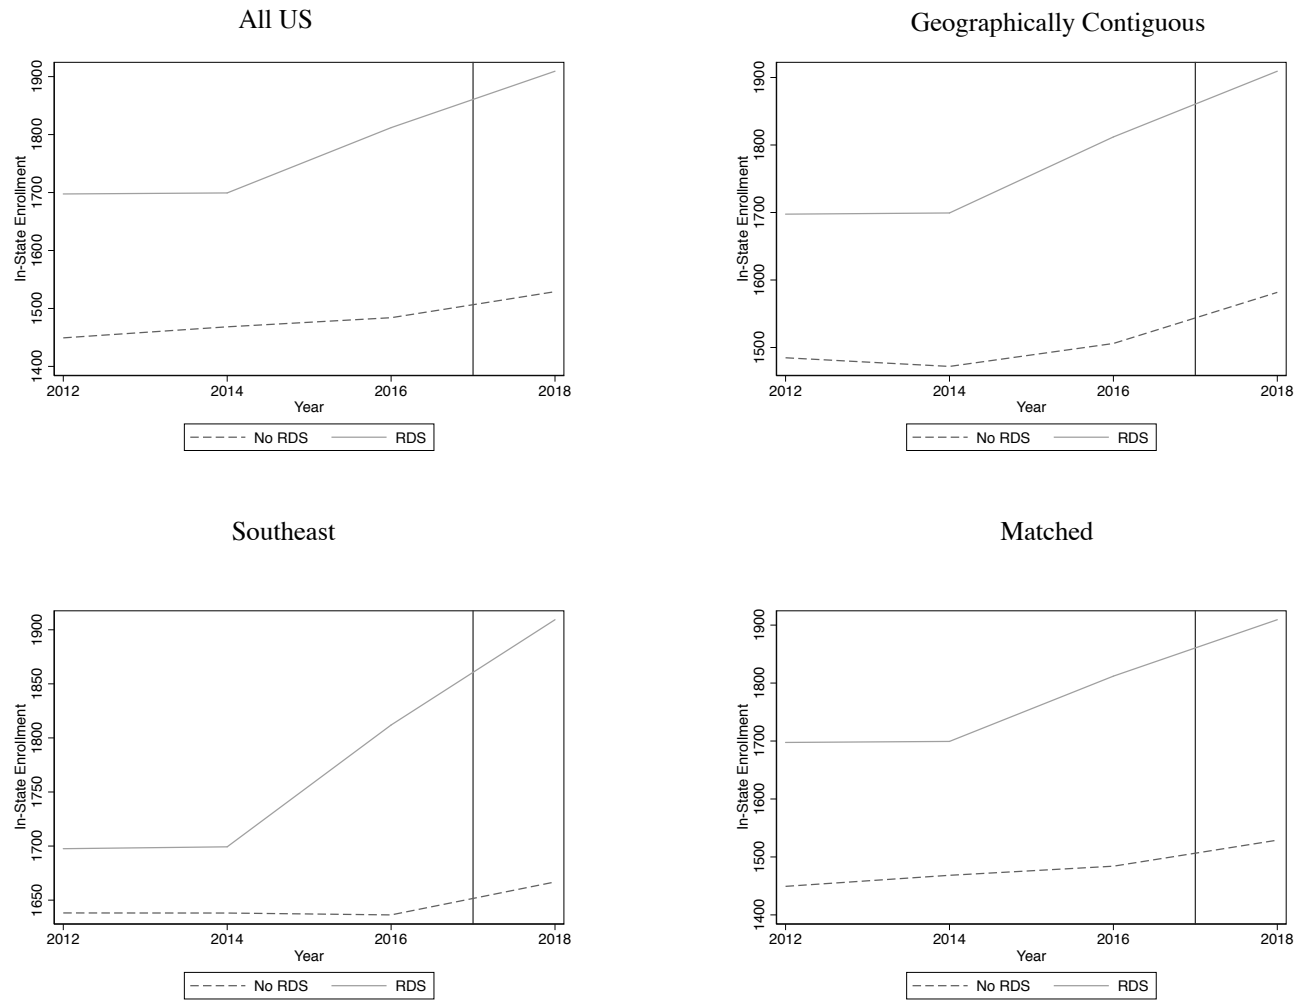 All US
In-State Enrollment
1900
1800
1700
1600
1500
1400
2012 2014 2016 2018
Year
No RDS RDS
Geographically Contiguous
In-State Enrollment
1900
1800
1700
1600
1500
2012 2014 2016 2018
Year
No RDS RDS
Southeast
In-State Enrollment
1900
1850
1800
1750
1700
1650
2012 2014 2016 2018
Year
No RDS RDS
Matched
In-State Enrollment
1900
1800
1700
1600
1500
1400
2012 2014 2016 2018
Year
No RDS RDS